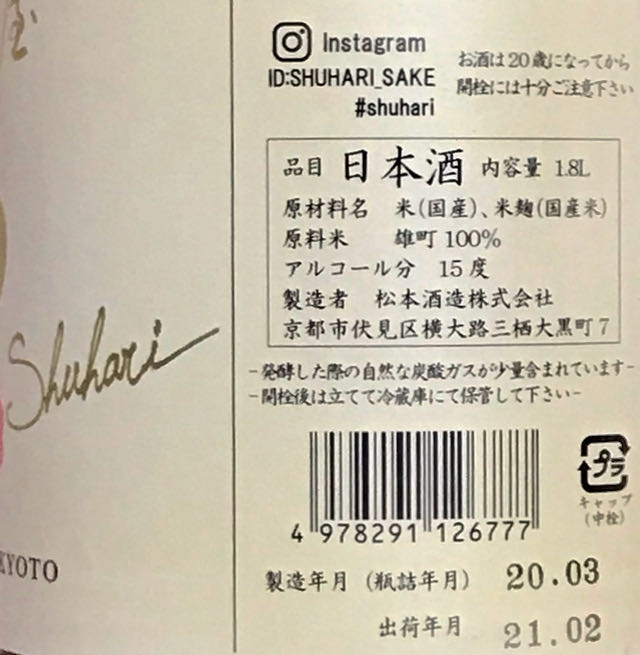 屋
Shuhari
KYOTO
Instagram
ID:SHUHARI_SAKE
#shuhari
お酒は20歳になってから
開栓には十分ご注意下さい
品目 日本酒 内容量 1.8L
原材料名 米(国産)、米麹(国産米)
原料米 雄町100%
アルコール分 15度
製造者 松本酒造株式会社
京都市伏見区横大路三栖大黒町7
-発酵した際の自然な炭酸ガスが少量含まれています-
-開栓後は立てて冷蔵庫にて保管して下さい-
4 978291 126777
プラ
キャップ
(中栓)
製造年月(瓶詰年月) 20.03
出荷年月 21.02